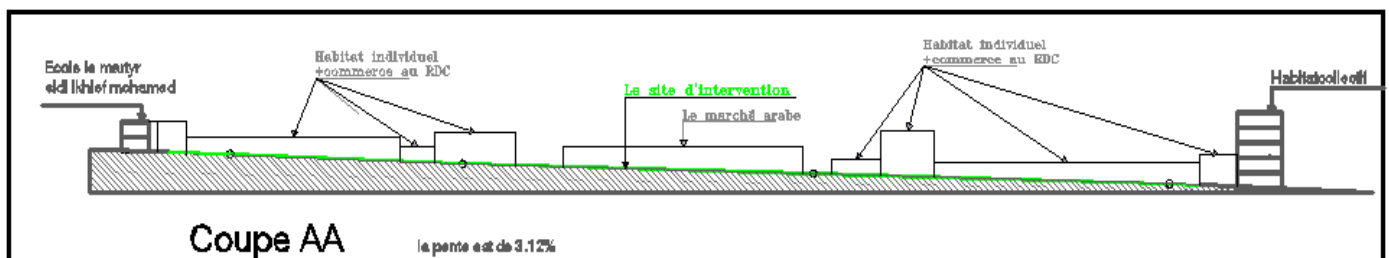 Ecole le martyr
sidi likhlef mohamed
Habitat individuel
+commerce au RDC
Le site d'intervention
Le marché arabe
Habitat individuel
+commerce au RDC
Habitatcollectif
Coupe AA
la pente est de 3.12%